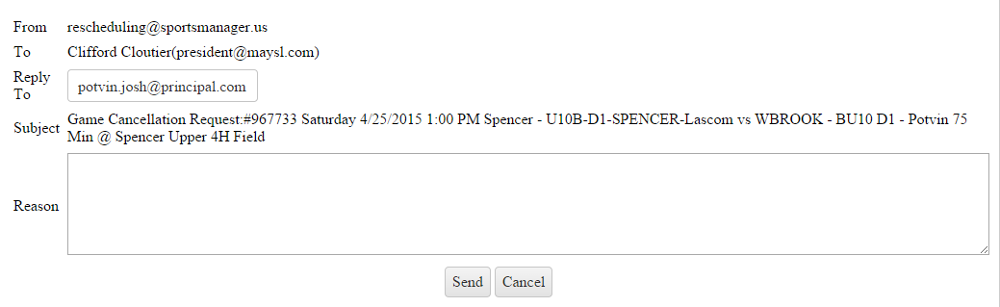 From rescheduling@sportsmanager.us
To Clifford Cloutier(president@maysl.com)
Reply To potvin.josh@principal.com
Subject Game Cancellation Request:#967733 Saturday 4/25/2015 1:00 PM Spencer - U10B-D1-SPENCER-Lascom vs WBROOK - BU10 D1 - Potvin 75
Min @ Spencer Upper 4H Field
Reason
Send Cancel